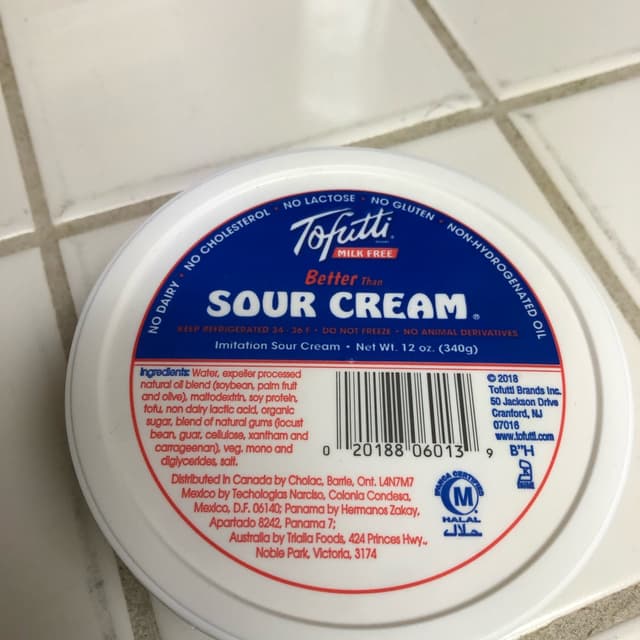 NO DAIRY · NO CHOLESTEROL · NO LACTOSE · NO GLUTEN · NON-HYDROGENATED OIL
Tofutti
MILK FREE
Better Than
SOUR CREAM
KEEP REFRIGERATED 34 - 36 F • DO NOT FREEZE • NO ANIMAL DERIVATIVES
Imitation Sour Cream • Net Wt. 12 oz. (340g)
Ingredients: Water, expeller processed
natural oil blend (soybean, palm fruit
and olive), maltodextrin, soy protein,
tofu, non dairy lactic acid, organic
sugar, blend of natural gums (locust
bean, guar, cellulose, xantham and
carrageenan), veg. mono and
diglycerides, salt.
0 20188 06013 9
© 2018
Tofutti Brands Inc.
50 Jackson Drive
Cranford, NJ
07016
www.tofutti.com
B"H
K
Distributed in Canada by Cholac, Barrie, Ont. L4N7M7
Mexico by Techologias Narciso, Colonia Condesa,
Mexico, D.F. 06140; Panama by Hermanos Zakay,
Apartado 8242, Panama 7;
Australia by Trialia Foods, 424 Princes Hwy.,
Noble Park, Victoria, 3174
IFANCA CERTIFIED
M
HALAL
حلال